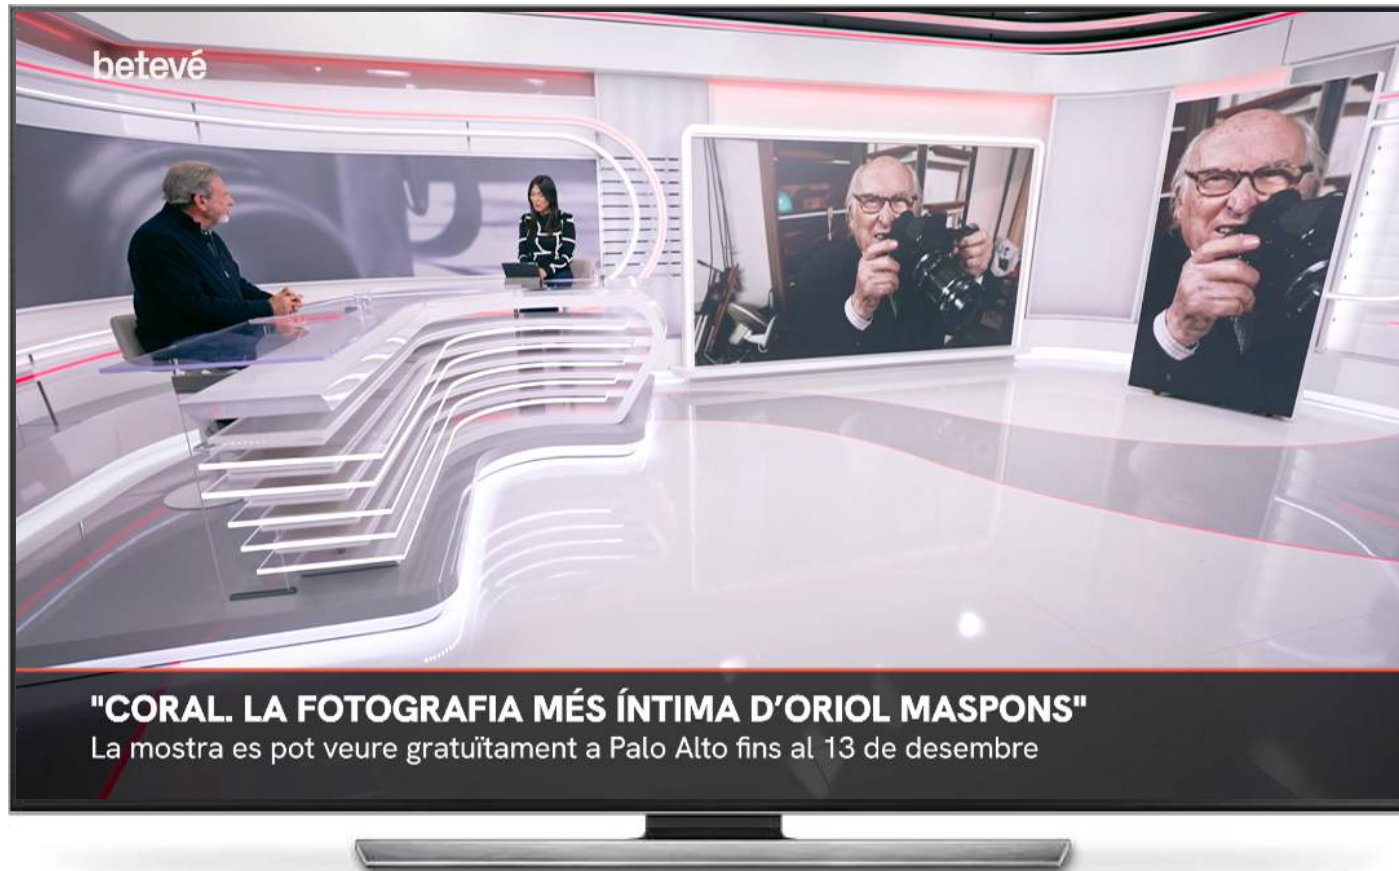 betevé
"CORAL. LA FOTOGRAFIA MÉS ÍNTIMA D'ORIOL MASPONS"
La mostra es pot veure gratuïtament a Palo Alto fins al 13 de desembre